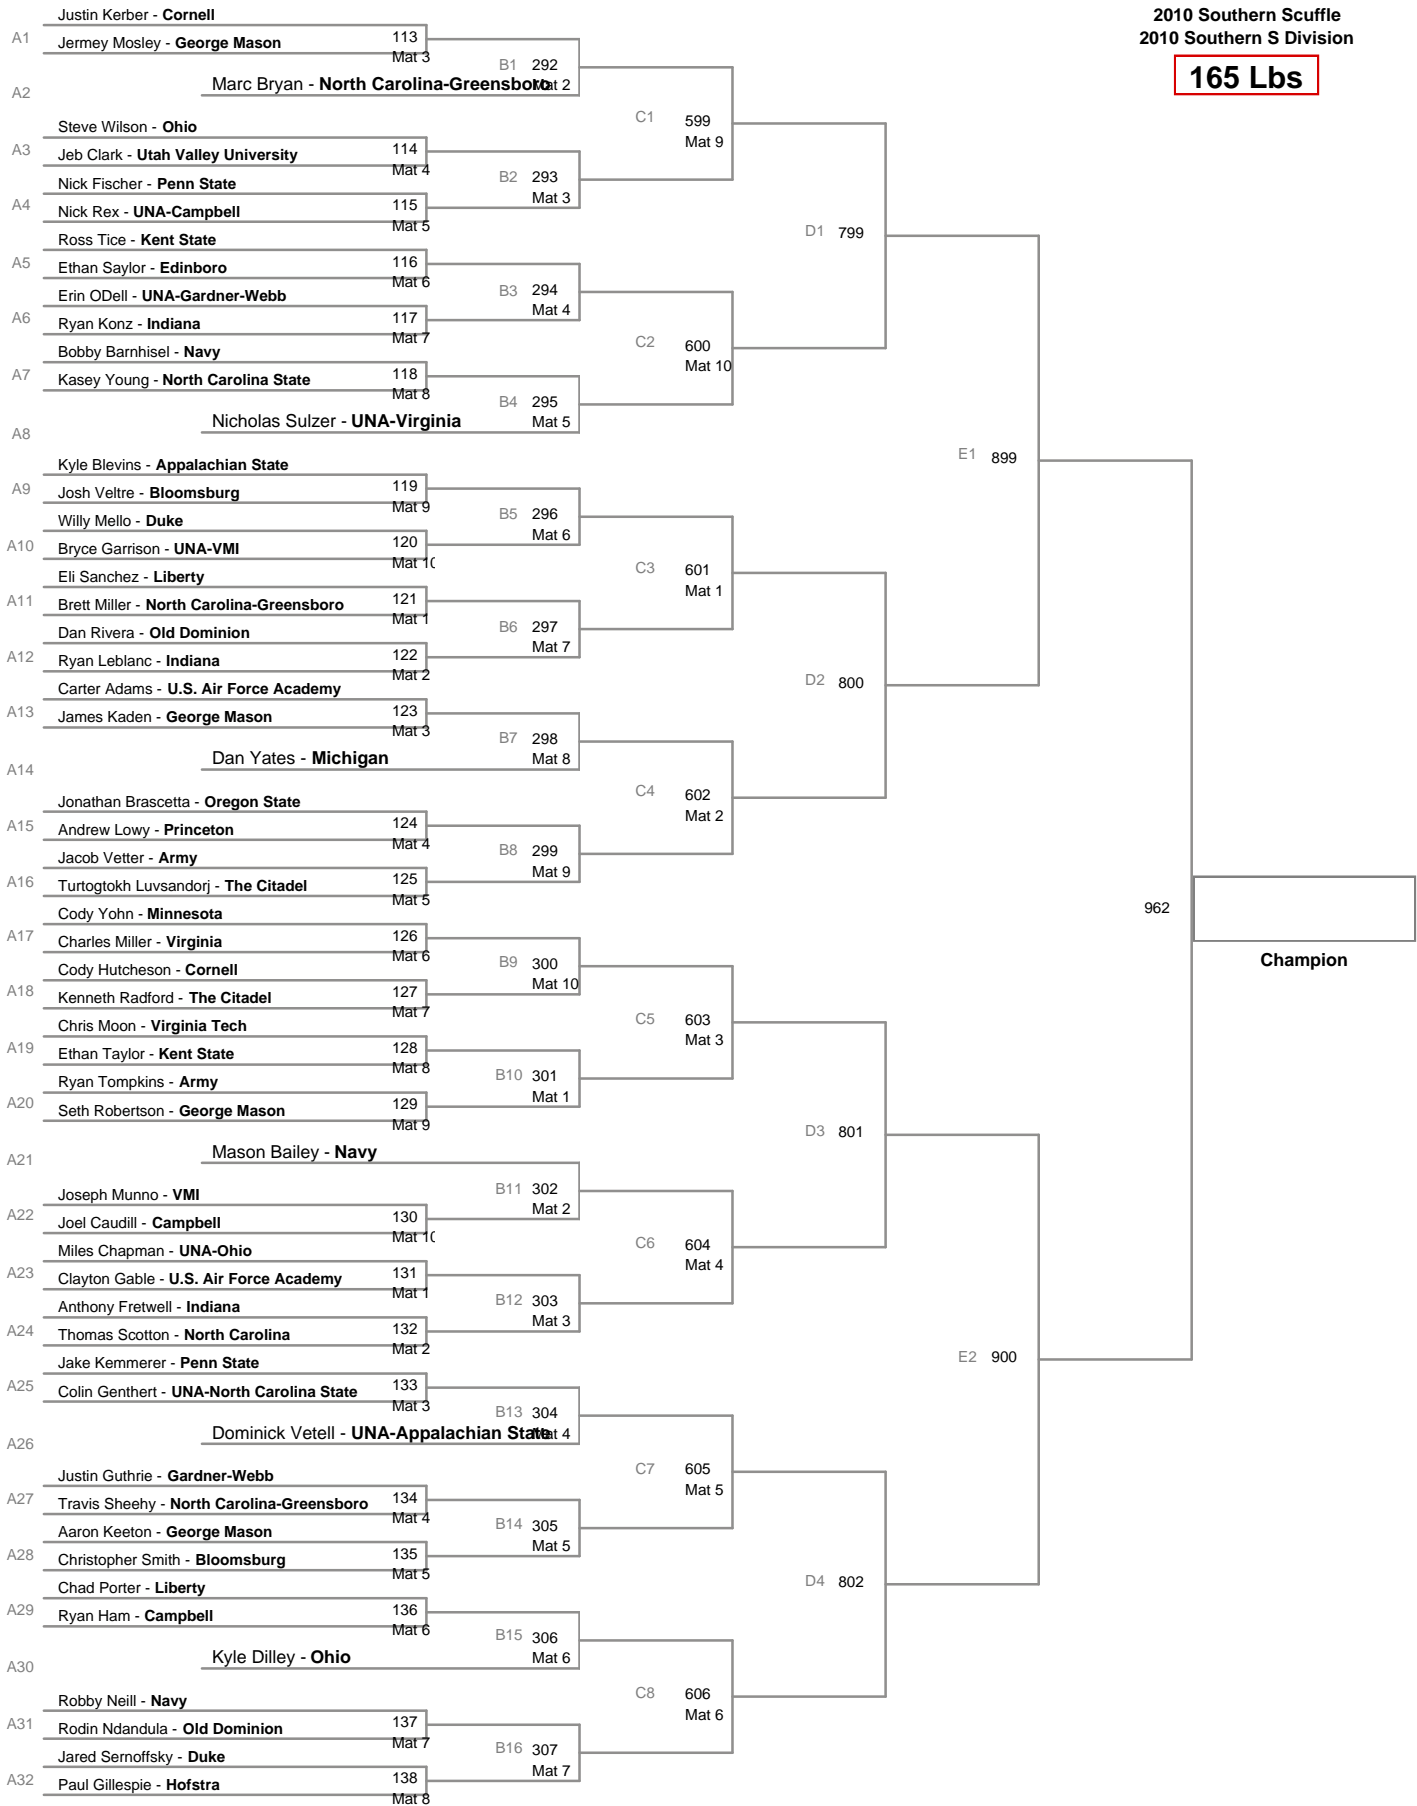 2010 Southern Scuffle
2010 Southern S Division
165 Lbs
Justin Kerber - Cornell
A1
Jermey Mosley - George Mason
113
Mat 3
B1 292
Mat 2
A2
Marc Bryan - North Carolina-Greensboro
C1 599
Mat 9
Steve Wilson - Ohio
A3
Jeb Clark - Utah Valley University
114
Mat 4
B2 293
Mat 3
Nick Fischer - Penn State
A4
Nick Rex - UNA-Campbell
115
Mat 5
D1 799
Ross Tice - Kent State
A5
Ethan Saylor - Edinboro
116
Mat 6
B3 294
Mat 4
Erin ODell - UNA-Gardner-Webb
A6
Ryan Konz - Indiana
117
Mat 7
C2 600
Mat 10
Bobby Barnhisel - Navy
A7
Kasey Young - North Carolina State
118
Mat 8
B4 295
Mat 5
A8
Nicholas Sulzer - UNA-Virginia
E1 899
Kyle Blevins - Appalachian State
A9
Josh Veltre - Bloomsburg
119
Mat 9
B5 296
Mat 6
Willy Mello - Duke
A10
Bryce Garrison - UNA-VMI
120
Mat 10
C3 601
Mat 1
Eli Sanchez - Liberty
A11
Brett Miller - North Carolina-Greensboro
121
Mat 1
B6 297
Mat 7
Dan Rivera - Old Dominion
A12
Ryan Leblanc - Indiana
122
Mat 2
D2 800
Carter Adams - U.S. Air Force Academy
A13
James Kaden - George Mason
123
Mat 3
B7 298
Mat 8
A14
Dan Yates - Michigan
C4 602
Mat 2
Jonathan Brascetta - Oregon State
A15
Andrew Lowy - Princeton
124
Mat 4
B8 299
Mat 9
Jacob Vetter - Army
A16
Turtogtokh Luvsandorj - The Citadel
125
Mat 5
962
Champion
Cody Yohn - Minnesota
A17
Charles Miller - Virginia
126
Mat 6
B9 300
Mat 10
Cody Hutcheson - Cornell
A18
Kenneth Radford - The Citadel
127
Mat 7
C5 603
Mat 3
Chris Moon - Virginia Tech
A19
Ethan Taylor - Kent State
128
Mat 8
B10 301
Mat 1
Ryan Tompkins - Army
A20
Seth Robertson - George Mason
129
Mat 9
D3 801
A21
Mason Bailey - Navy
B11 302
Mat 2
Joseph Munno - VMI
A22
Joel Caudill - Campbell
130
Mat 10
C6 604
Mat 4
Miles Chapman - UNA-Ohio
A23
Clayton Gable - U.S. Air Force Academy
131
Mat 1
B12 303
Mat 3
Anthony Fretwell - Indiana
A24
Thomas Scotton - North Carolina
132
Mat 2
E2 900
Jake Kemmerer - Penn State
A25
Colin Genthert - UNA-North Carolina State
133
Mat 3
B13 304
Mat 4
A26
Dominick Vetell - UNA-Appalachian State
C7 605
Mat 5
Justin Guthrie - Gardner-Webb
A27
Travis Sheehy - North Carolina-Greensboro
134
Mat 4
B14 305
Mat 5
Aaron Keeton - George Mason
A28
Christopher Smith - Bloomsburg
135
Mat 5
D4 802
Chad Porter - Liberty
A29
Ryan Ham - Campbell
136
Mat 6
B15 306
Mat 6
A30
Kyle Dilley - Ohio
C8 606
Mat 6
Robby Neill - Navy
A31
Rodin Ndandula - Old Dominion
137
Mat 7
B16 307
Mat 7
Jared Sernoffsky - Duke
A32
Paul Gillespie - Hofstra
138
Mat 8